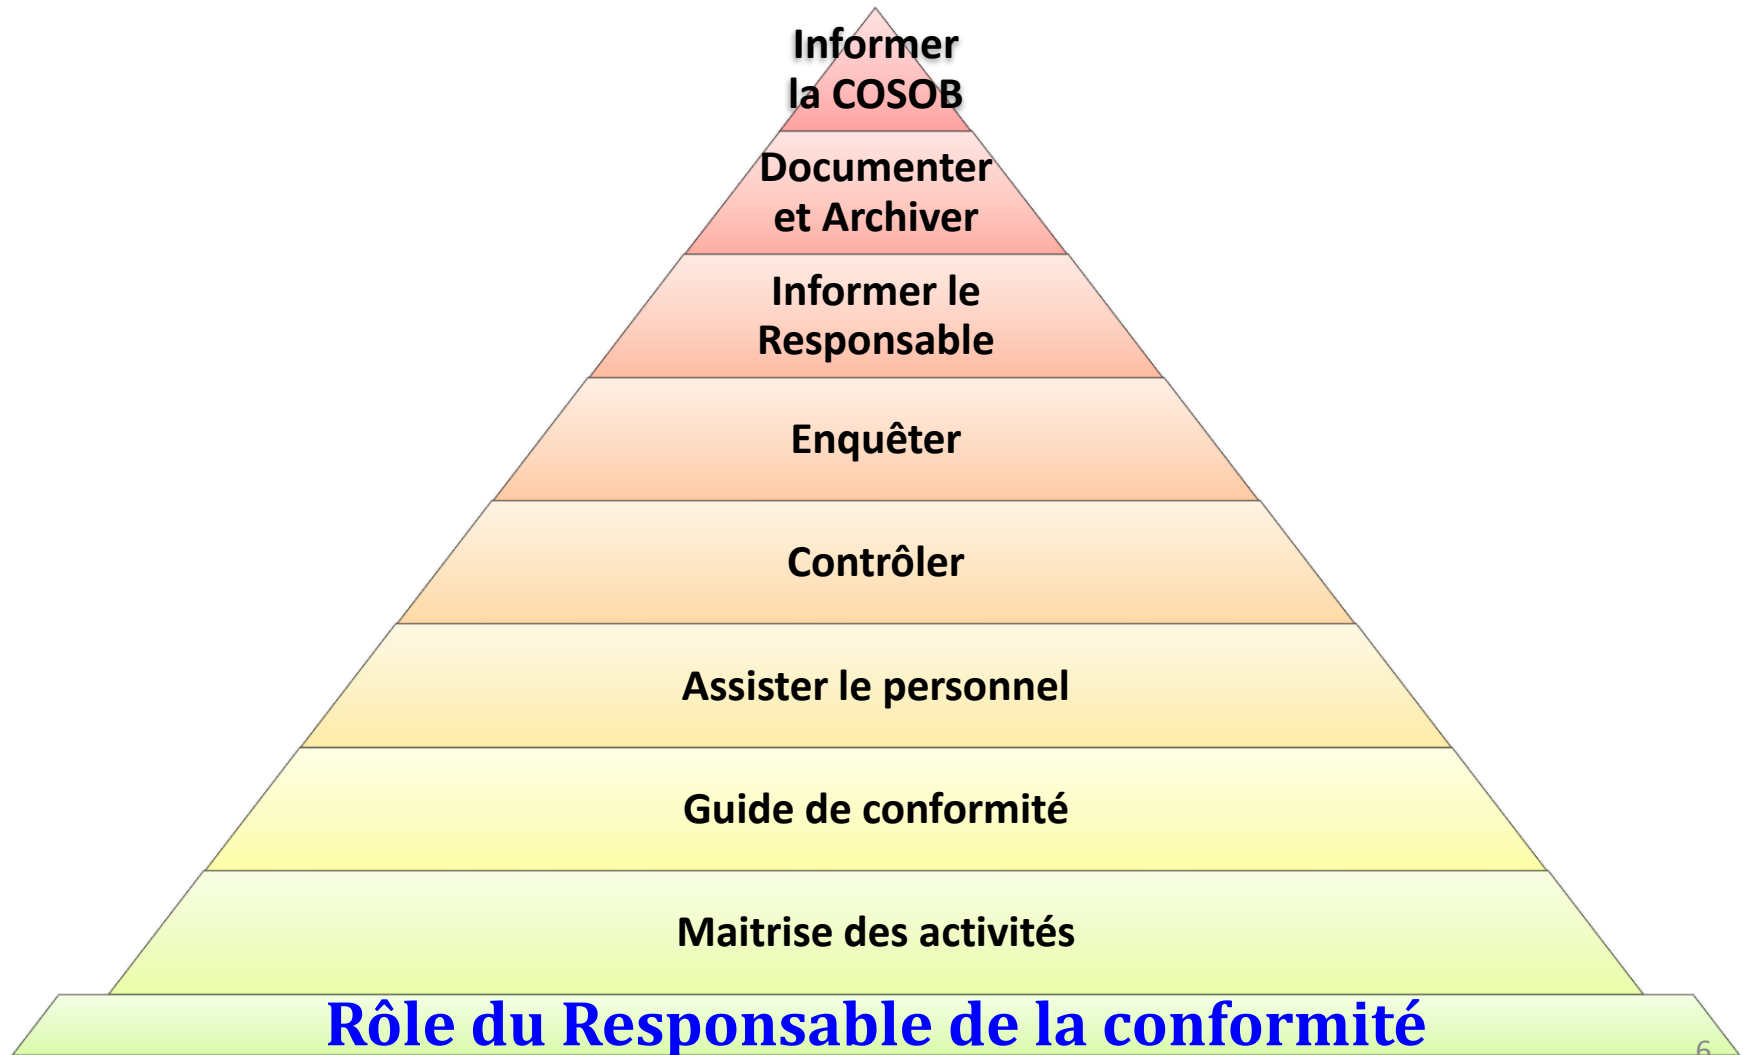 Informer
la COSOB
Documenter
et Archiver
Informer le
Responsable
Enquêter
Contrôler
Assister le personnel
Guide de conformité
Maitrise des activités
Rôle du Responsable de la conformité
6